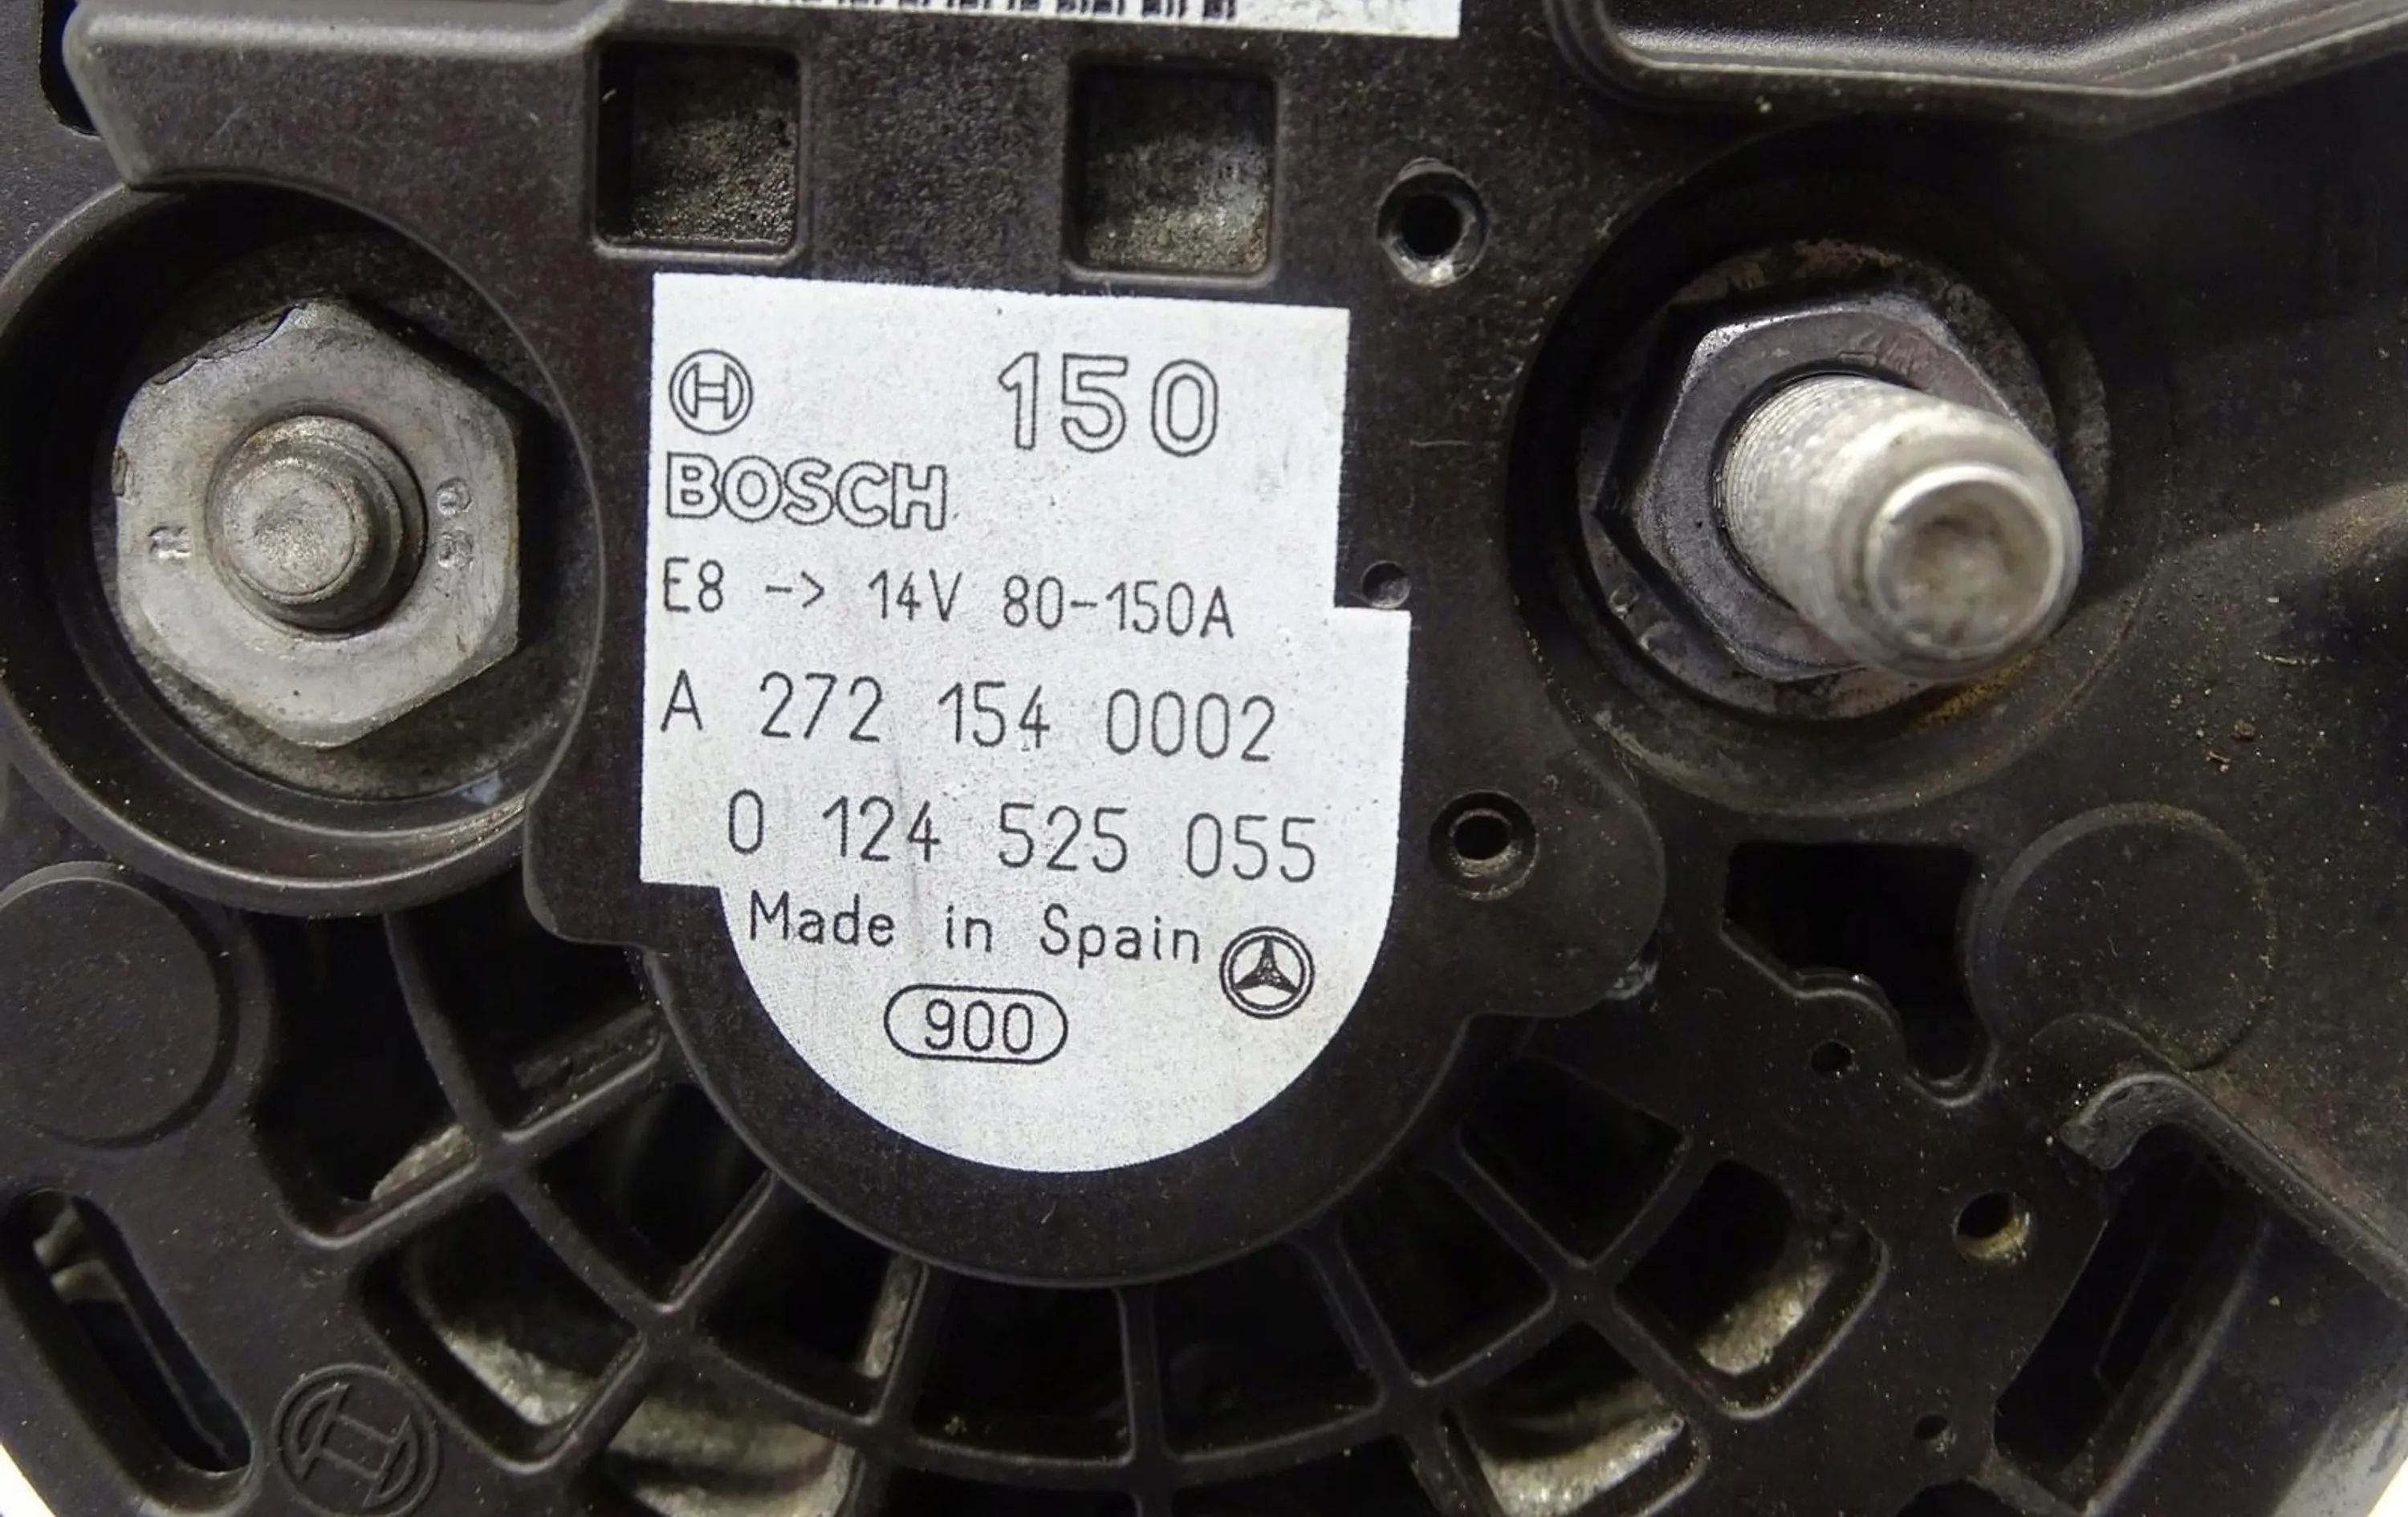 150
BOSCH
E8 -> 14V 80-150A
A 272 154 0002
0 124 525 055
Made in Spain
900